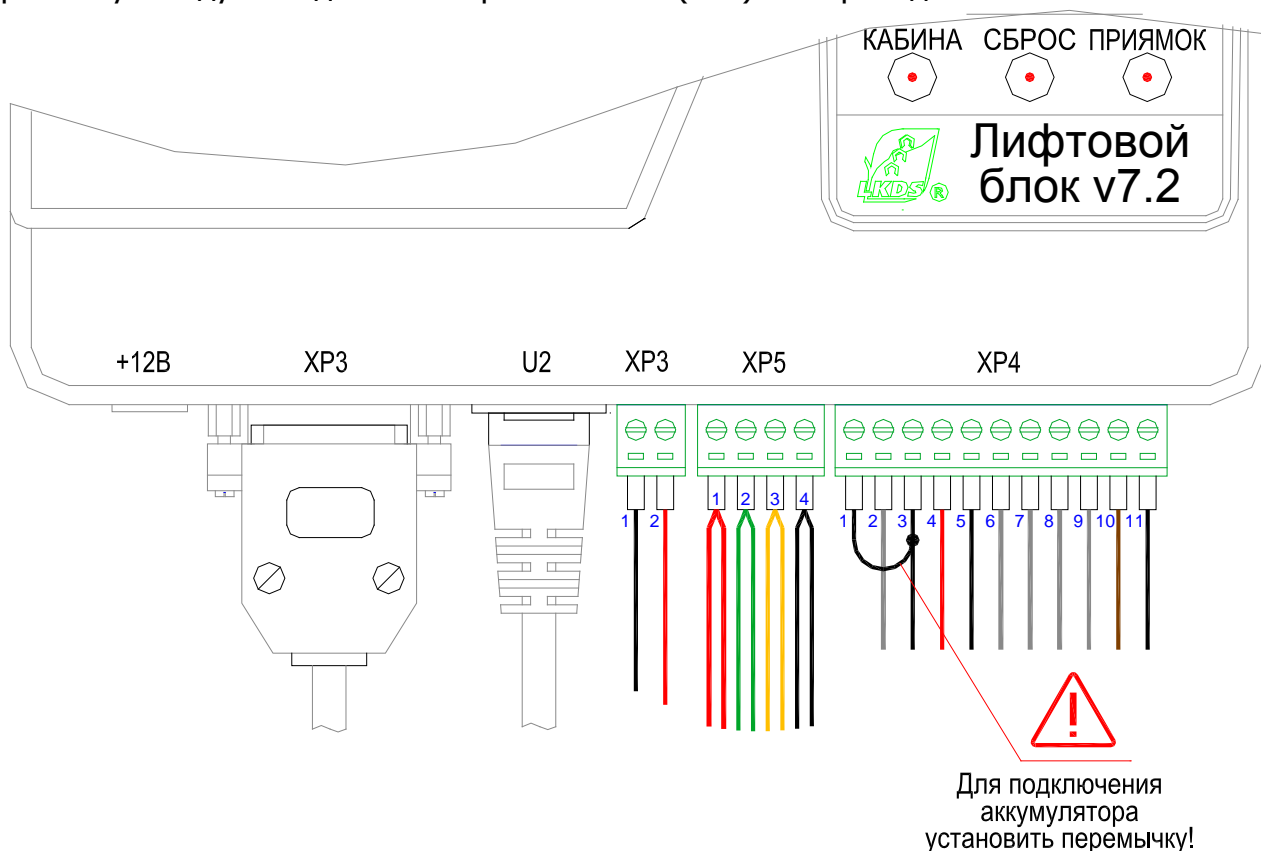 КАБИНА СБРОС ПРИЯМОК
LKDS ®
Лифтовой
блок v7.2
+12В XP3 U2 XP3 XP5 XP4
1 2 1 2 3 4 1 2 3 4 5 6 7 8 9 10 11
!
Для подключения
аккумулятора
установить перемычку!